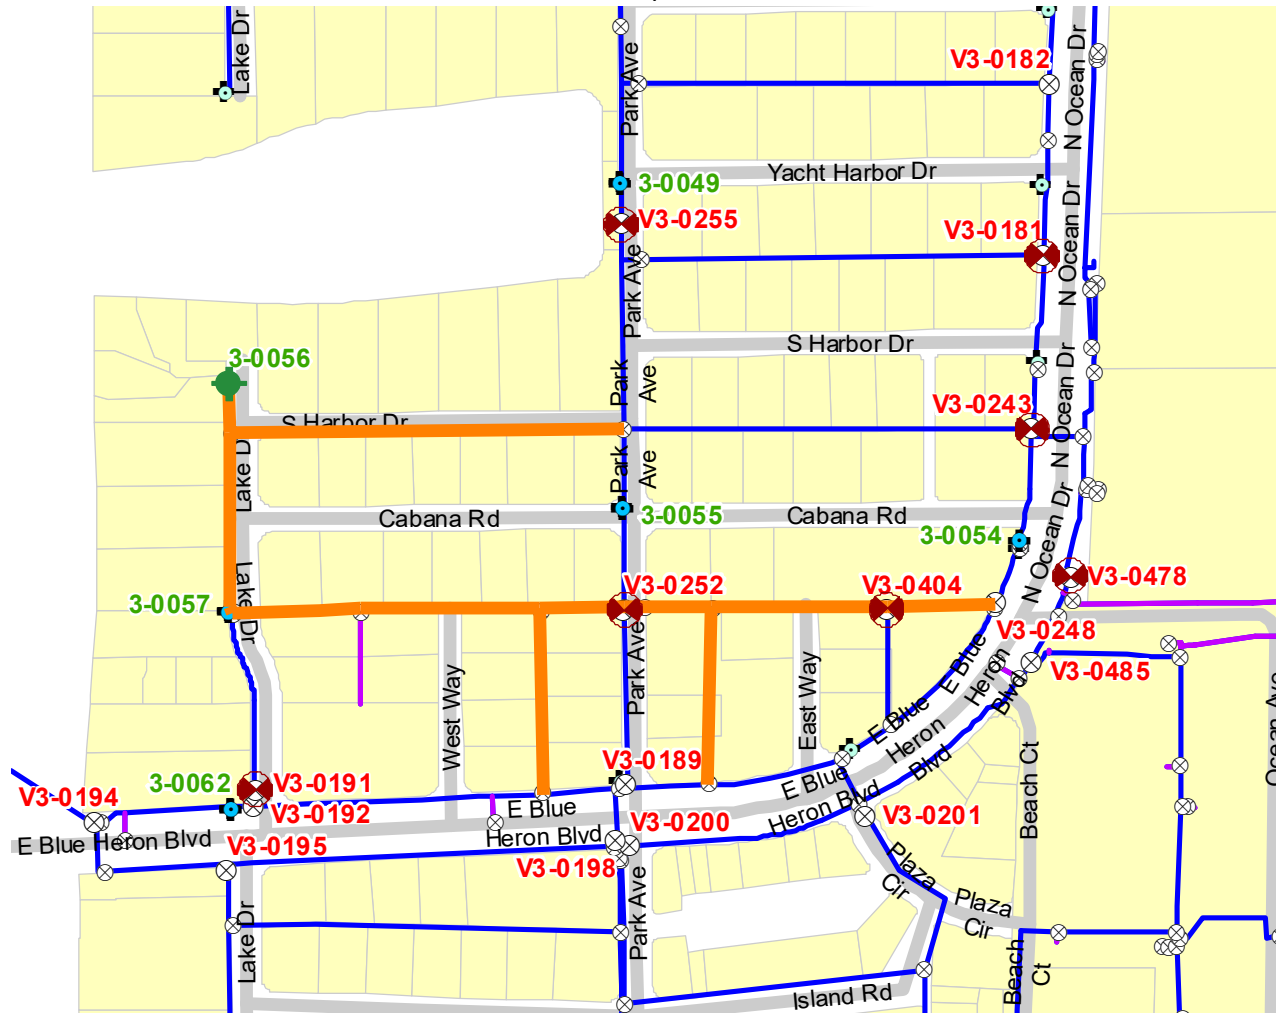 Lake Dr
Park Ave
V3-0182
N Ocean Dr
Yacht Harbor Dr
3-0049
V3-0255
V3-0181
N Ocean Dr
Park Ave
S Harbor Dr
3-0056
Park
Ave
N Ocean Dr
V3-0243
S Harbor Dr
Lake D
Park
Ave
Cabana Rd
3-0055
Cabana Rd
3-0054
N Ocean Dr
3-0057
Lake Dr
V3-0252
V3-0404
V3-0478
V3-0248
Park Ave
West Way
East Way
E Blue
Heron
Blvd
V3-0485
E Blue
Heron
Blvd
Beach Ct
Ocean Ave
V3-0189
3-0062
V3-0191
V3-0192
V3-0194
E Blue
Heron Blvd
E Blue
Heron Blvd
V3-0200
V3-0201
E Blue Heron Blvd
V3-0195
V3-0198
Plaza
Cir
Plaza
Cir
Lake Dr
Park Ave
Beach
Ct
Island Rd